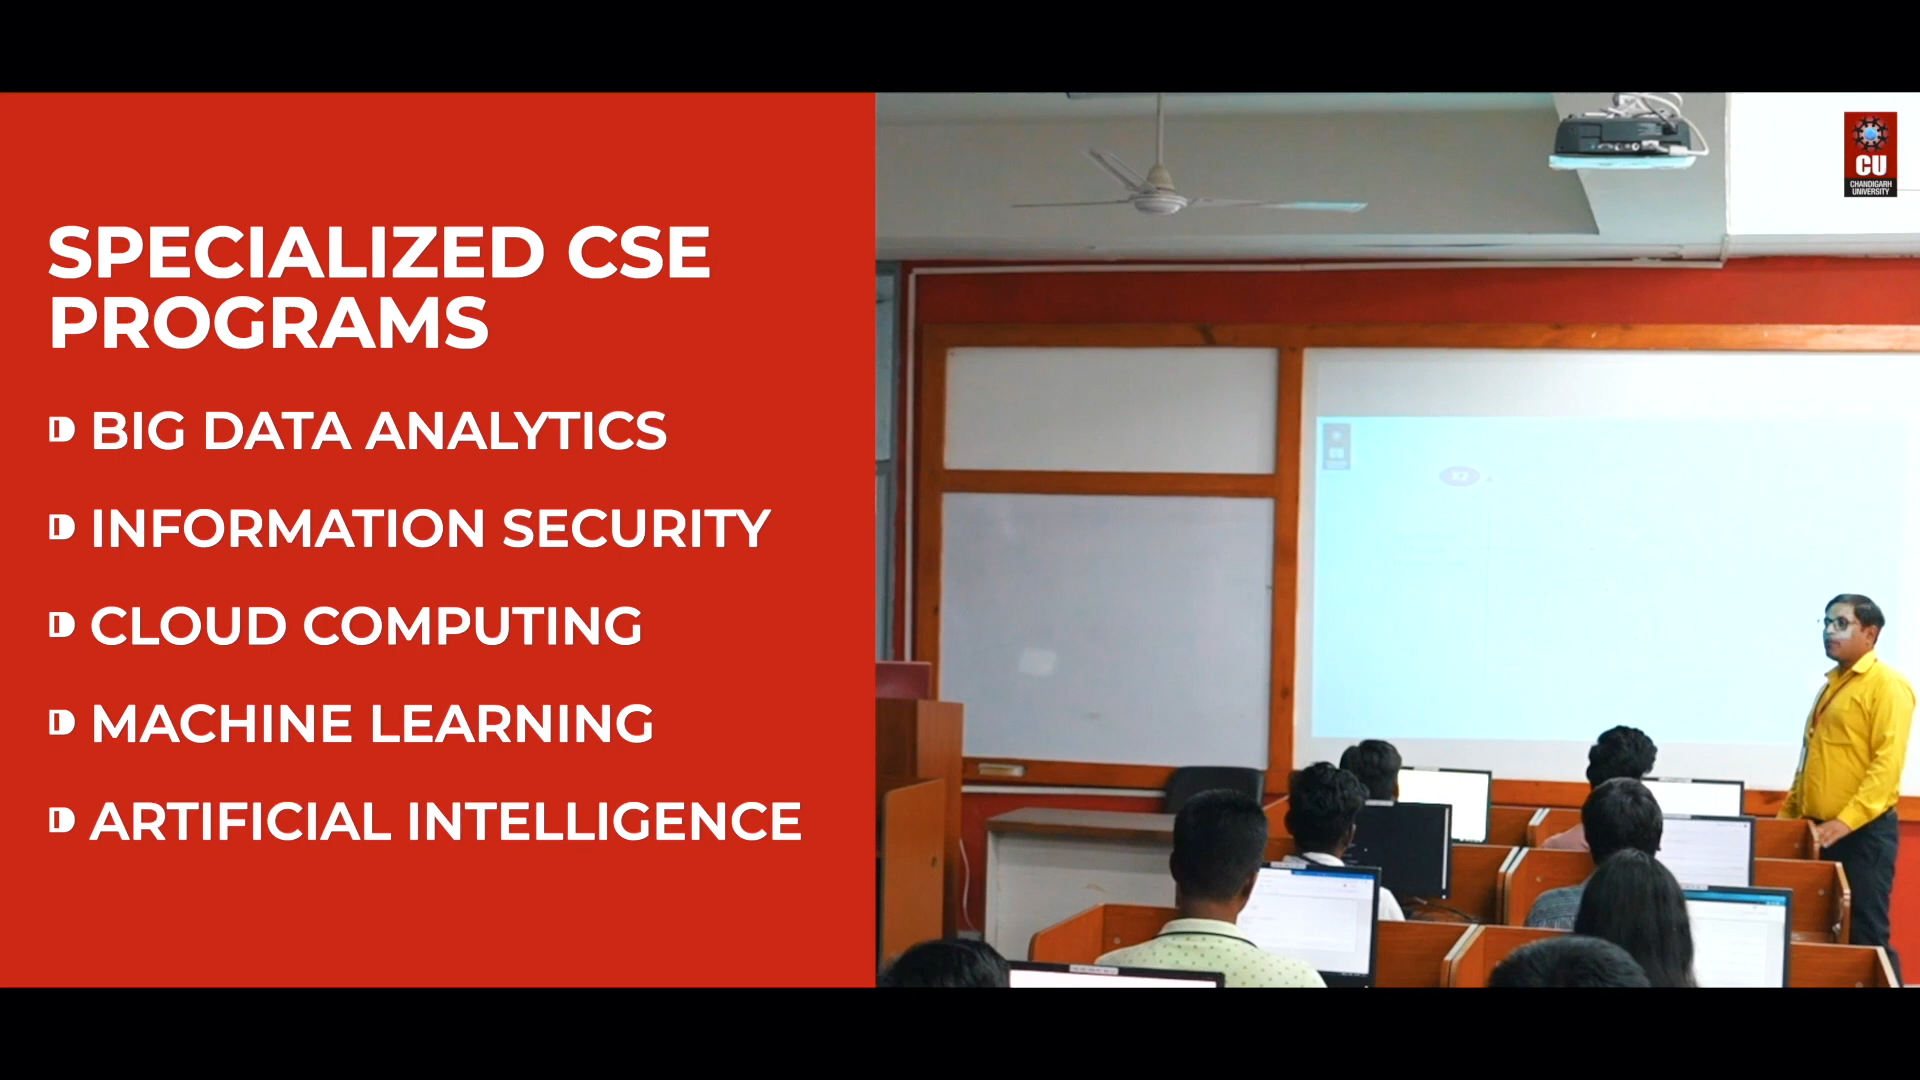 SPECIALIZED CSE
PROGRAMS
BIG DATA ANALYTICS
INFORMATION SECURITY
CLOUD COMPUTING
MACHINE LEARNING
ARTIFICIAL INTELLIGENCE
CU
CHANDIGARH
UNIVERSITY